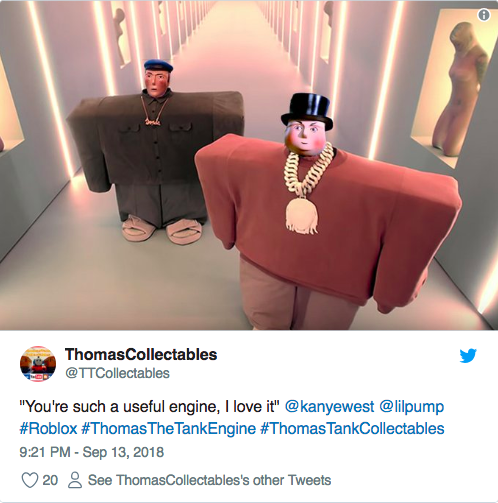 ThomasCollectables
@TTCollectables
"You're such a useful engine, I love it" @kanyewest @lilpump
#Roblox #ThomasTheTankEngine #ThomasTankCollectables
9:21 PM - Sep 13, 2018
20 See ThomasCollectables's other Tweets